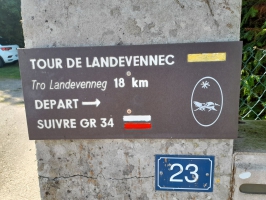 TOUR DE LANDEVENNEC
Tro Landevenneg 18 km
DEPART →
SUIVRE GR 34
23